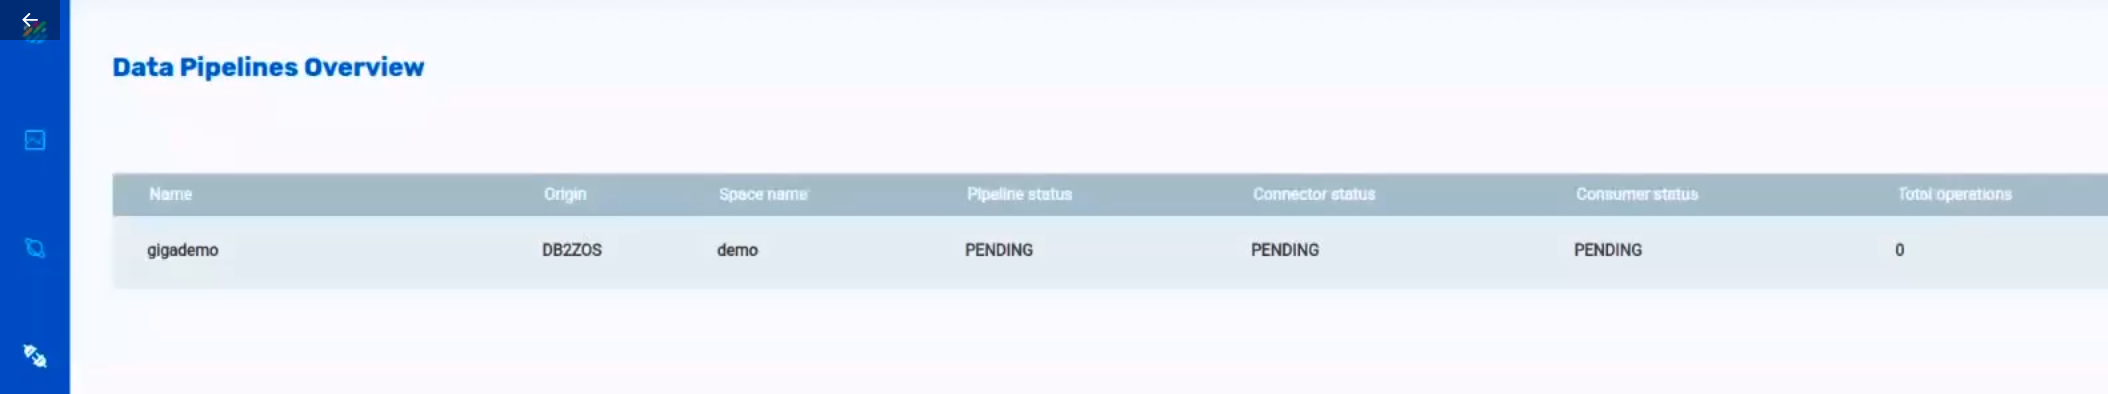 Data Pipelines Overview
Name Origin Space name Pipeline status Connector status Consumer status Total operations
gigademo DB2ZOS demo PENDING PENDING PENDING 0